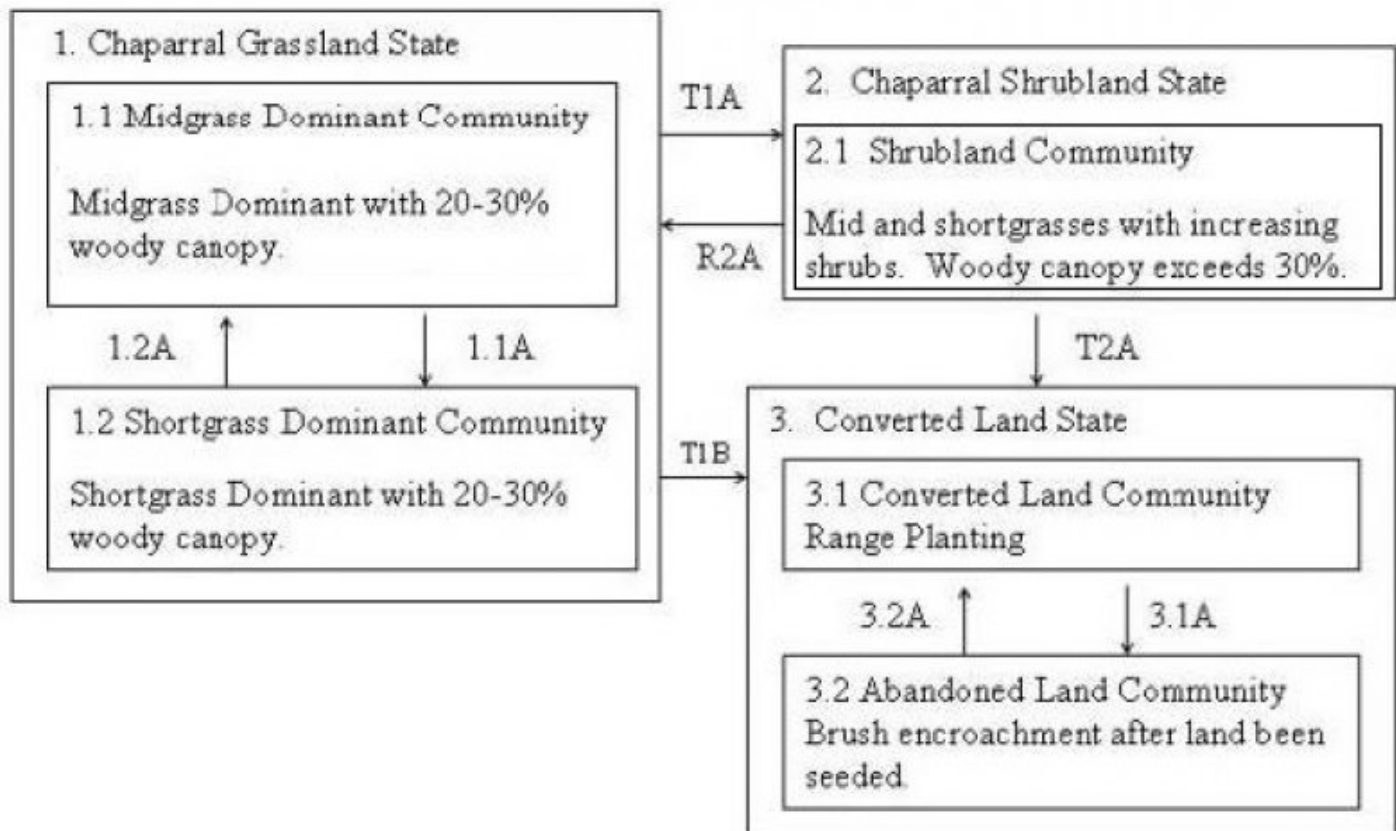 1. Chaparral Grassland State
1.1 Midgrass Dominant Community
Midgrass Dominant with 20-30%
woody canopy.
1.2A
1.1A
1.2 Shortgrass Dominant Community
Shortgrass Dominant with 20-30%
woody canopy.
T1A
R2A
T1B
2. Chaparral Shrubland State
2.1 Shrubland Community
Mid and shortgrasses with increasing
shrubs. Woody canopy exceeds 30%.
T2A
3. Converted Land State
3.1 Converted Land Community
Range Planting
3.2A
3.1A
3.2 Abandoned Land Community
Brush encroachment after land been
seeded.